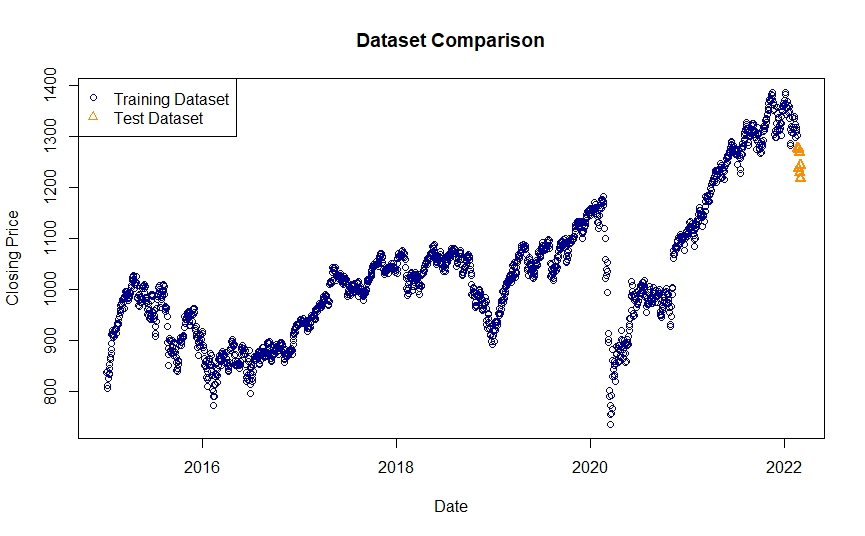 Dataset Comparison
Training Dataset
Test Dataset
Closing Price
1400
1300
1200
1100
1000
900
800
2016
2018
2020
2022
Date